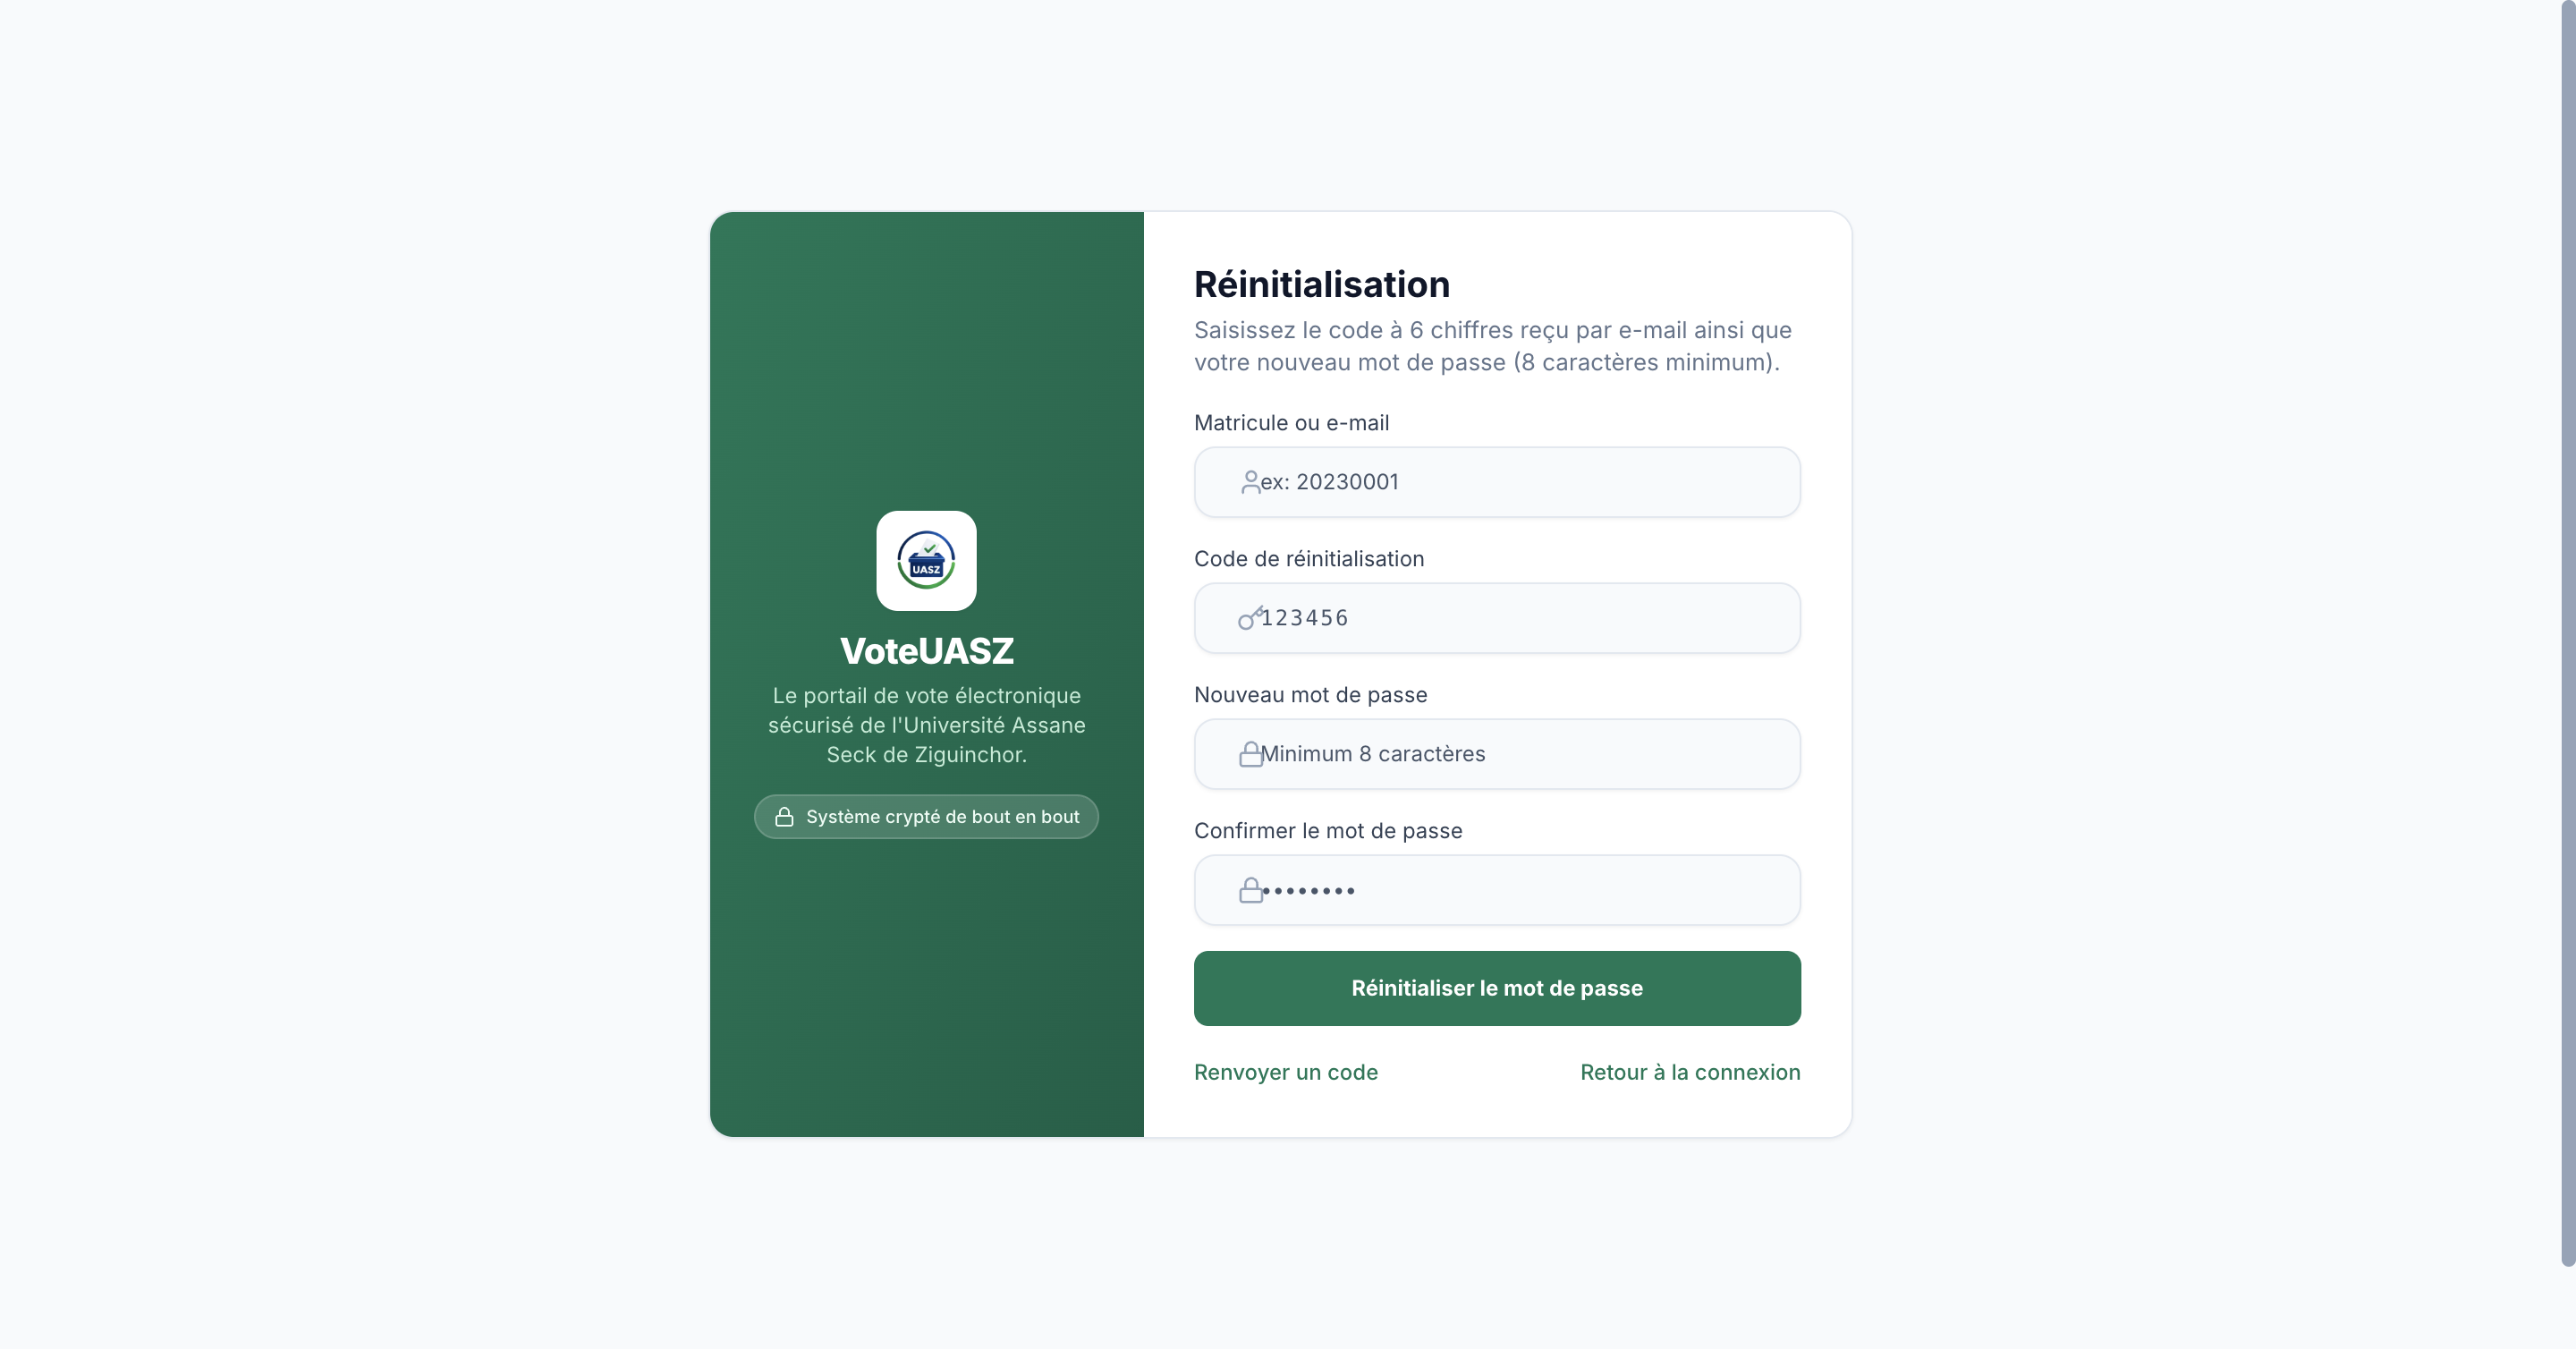 UASZ
VoteUASZ
Le portail de vote électronique
sécurisé de l'Université Assane
Seck de Ziguinchor.
Système crypté de bout en bout
Réinitialisation
Saisissez le code à 6 chiffres reçu par e-mail ainsi que
votre nouveau mot de passe (8 caractères minimum).
Matricule ou e-mail
ex: 20230001
Code de réinitialisation
123456
Nouveau mot de passe
Minimum 8 caractères
Confirmer le mot de passe
••••••••
Réinitialiser le mot de passe
Renvoyer un code
Retour à la connexion